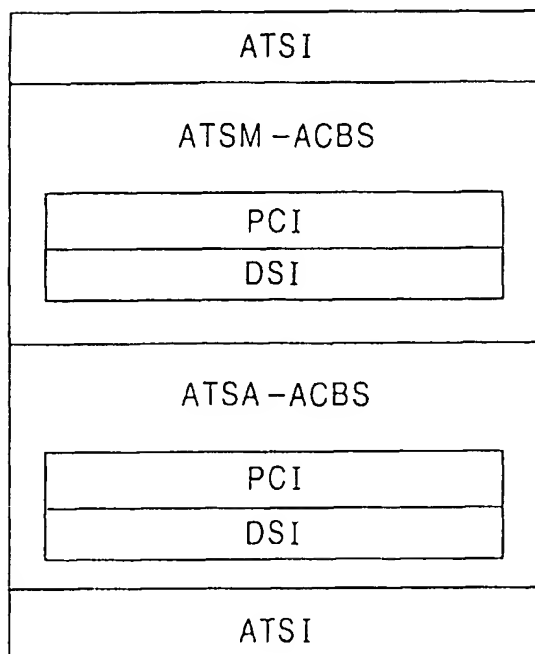 ATSI
ATSM-ACBS
PCI
DSI
ATSA-ACBS
PCI
DSI
ATSI